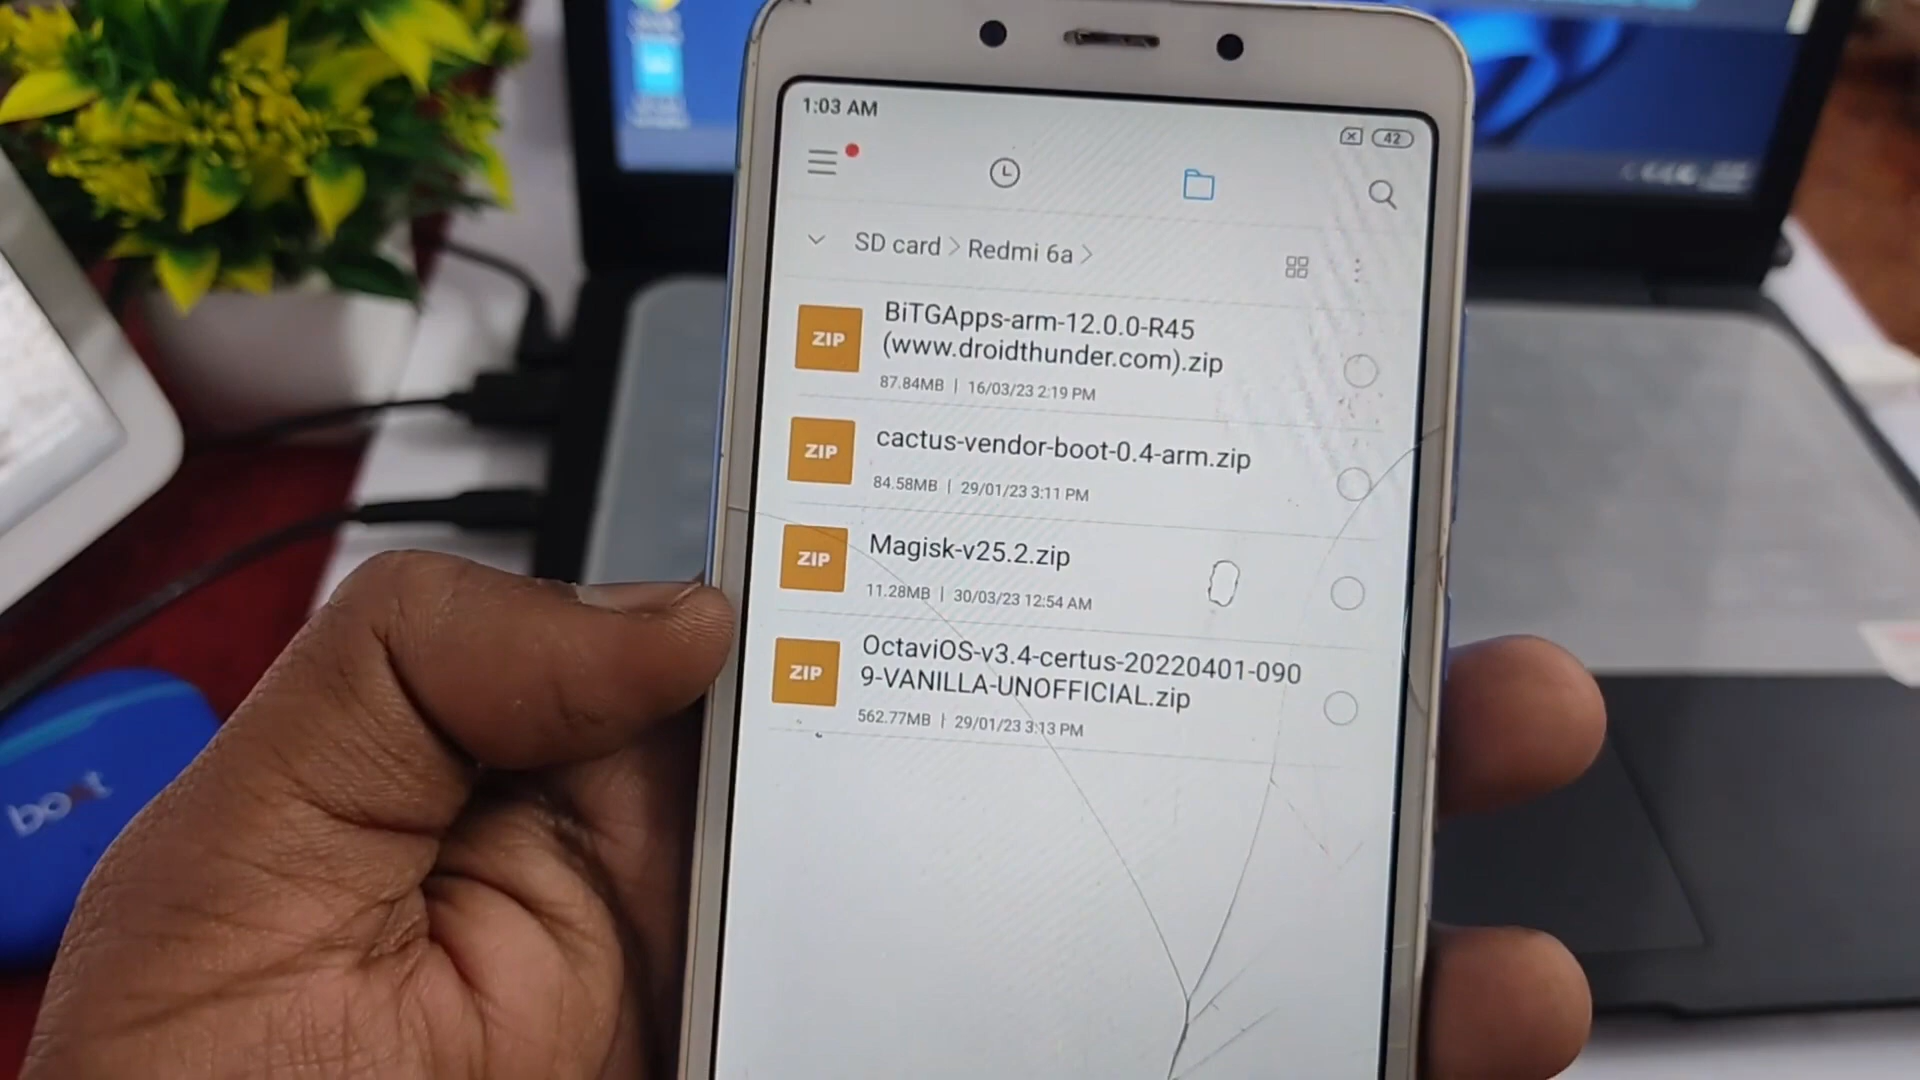 1:03 AM
42
SD card > Redmi 6a >
ZIP
BiTGApps-arm-12.0.0-R45
(www.droidthunder.com).zip
87.84MB | 16/03/23 2:19 PM
ZIP
cactus-vendor-boot-0.4-arm.zip
84.58MB | 29/01/23 3:11 PM
ZIP
Magisk-v25.2.zip
11.28MB | 30/03/23 12:54 AM
ZIP
OctaviOS-v3.4-certus-20220401-090
9-VANILLA-UNOFFICIAL.zip
562.77MB | 29/01/23 3:13 PM
boat